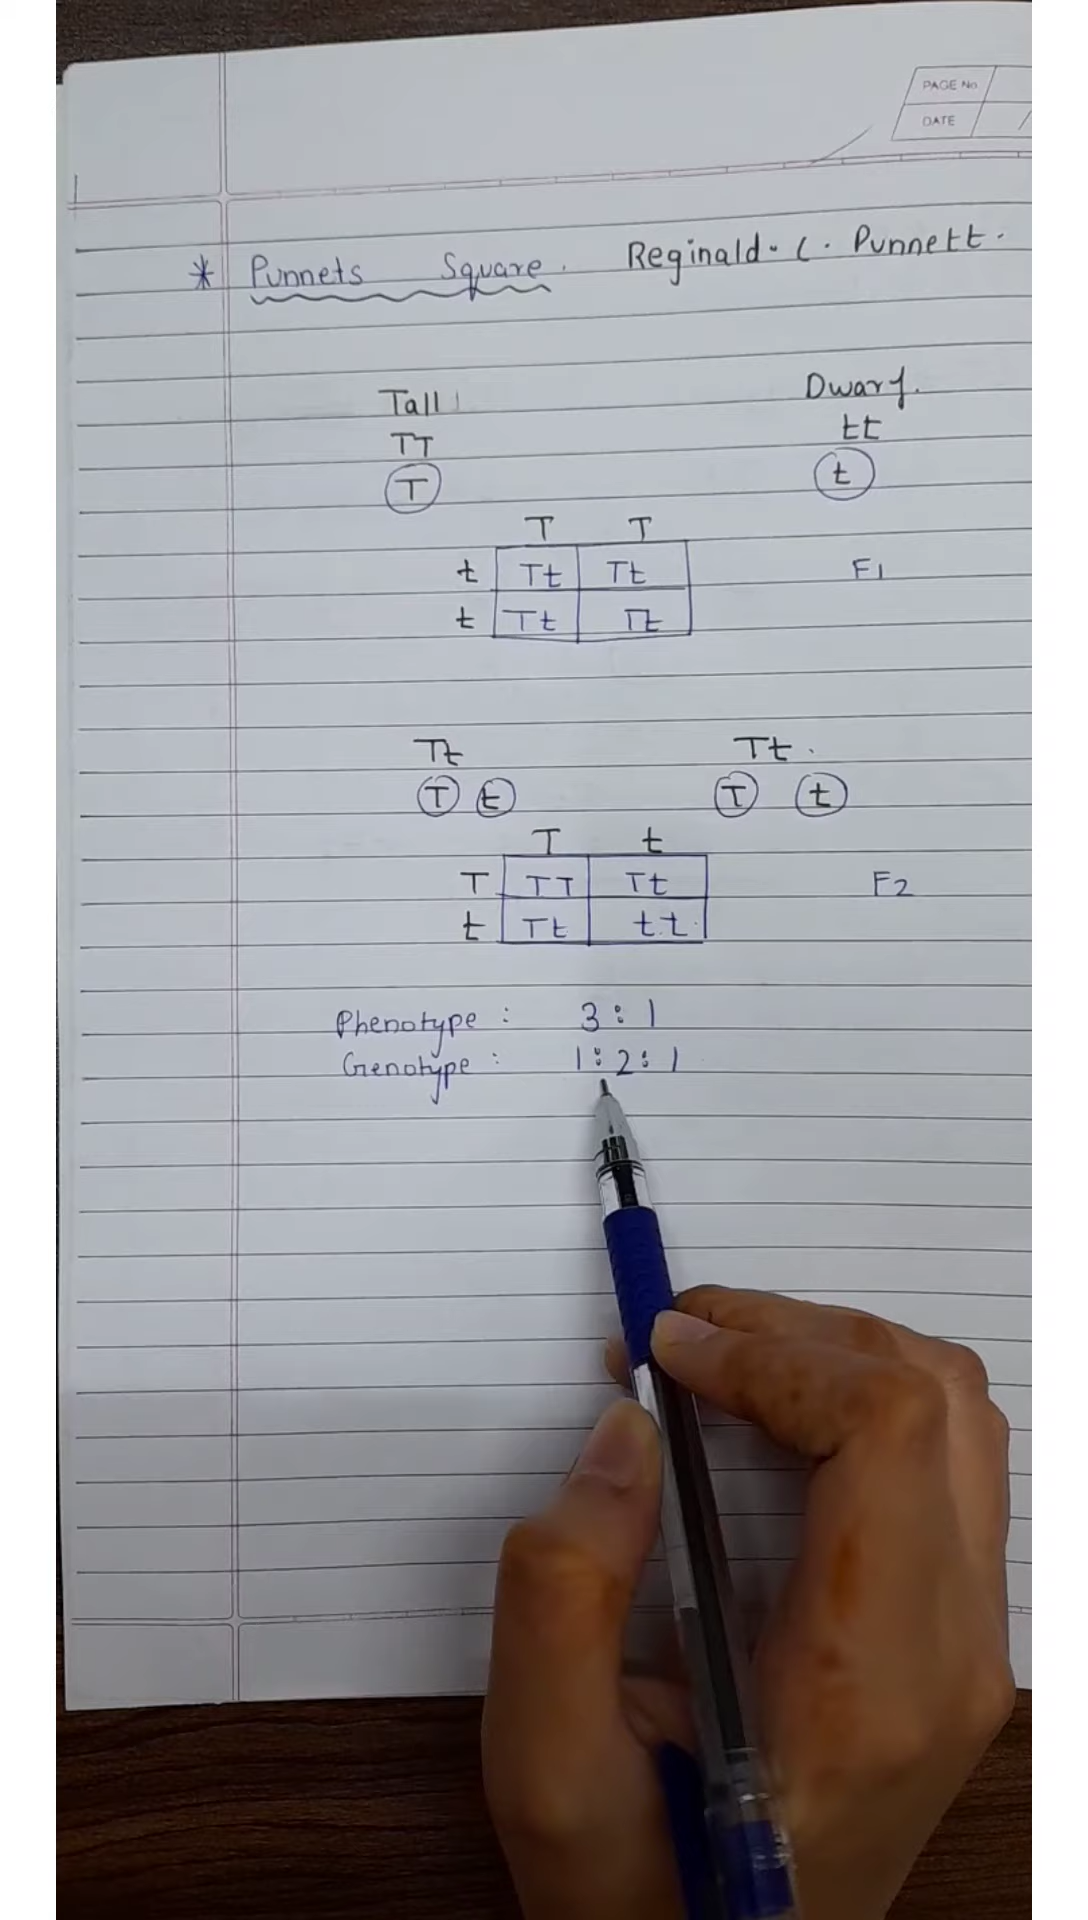 PAGE No
DATE /
* Punnets Square. Reginald. C. Punnett.
Tall Dwarf.
TT tt
T t
T T
t Tt Tt F1
t Tt Tt
Tt Tt.
T t T t
T t
T TT Tt F2
t Tt t.t.
Phenotype : 3 : 1
Genotype : 1 : 2 : 1